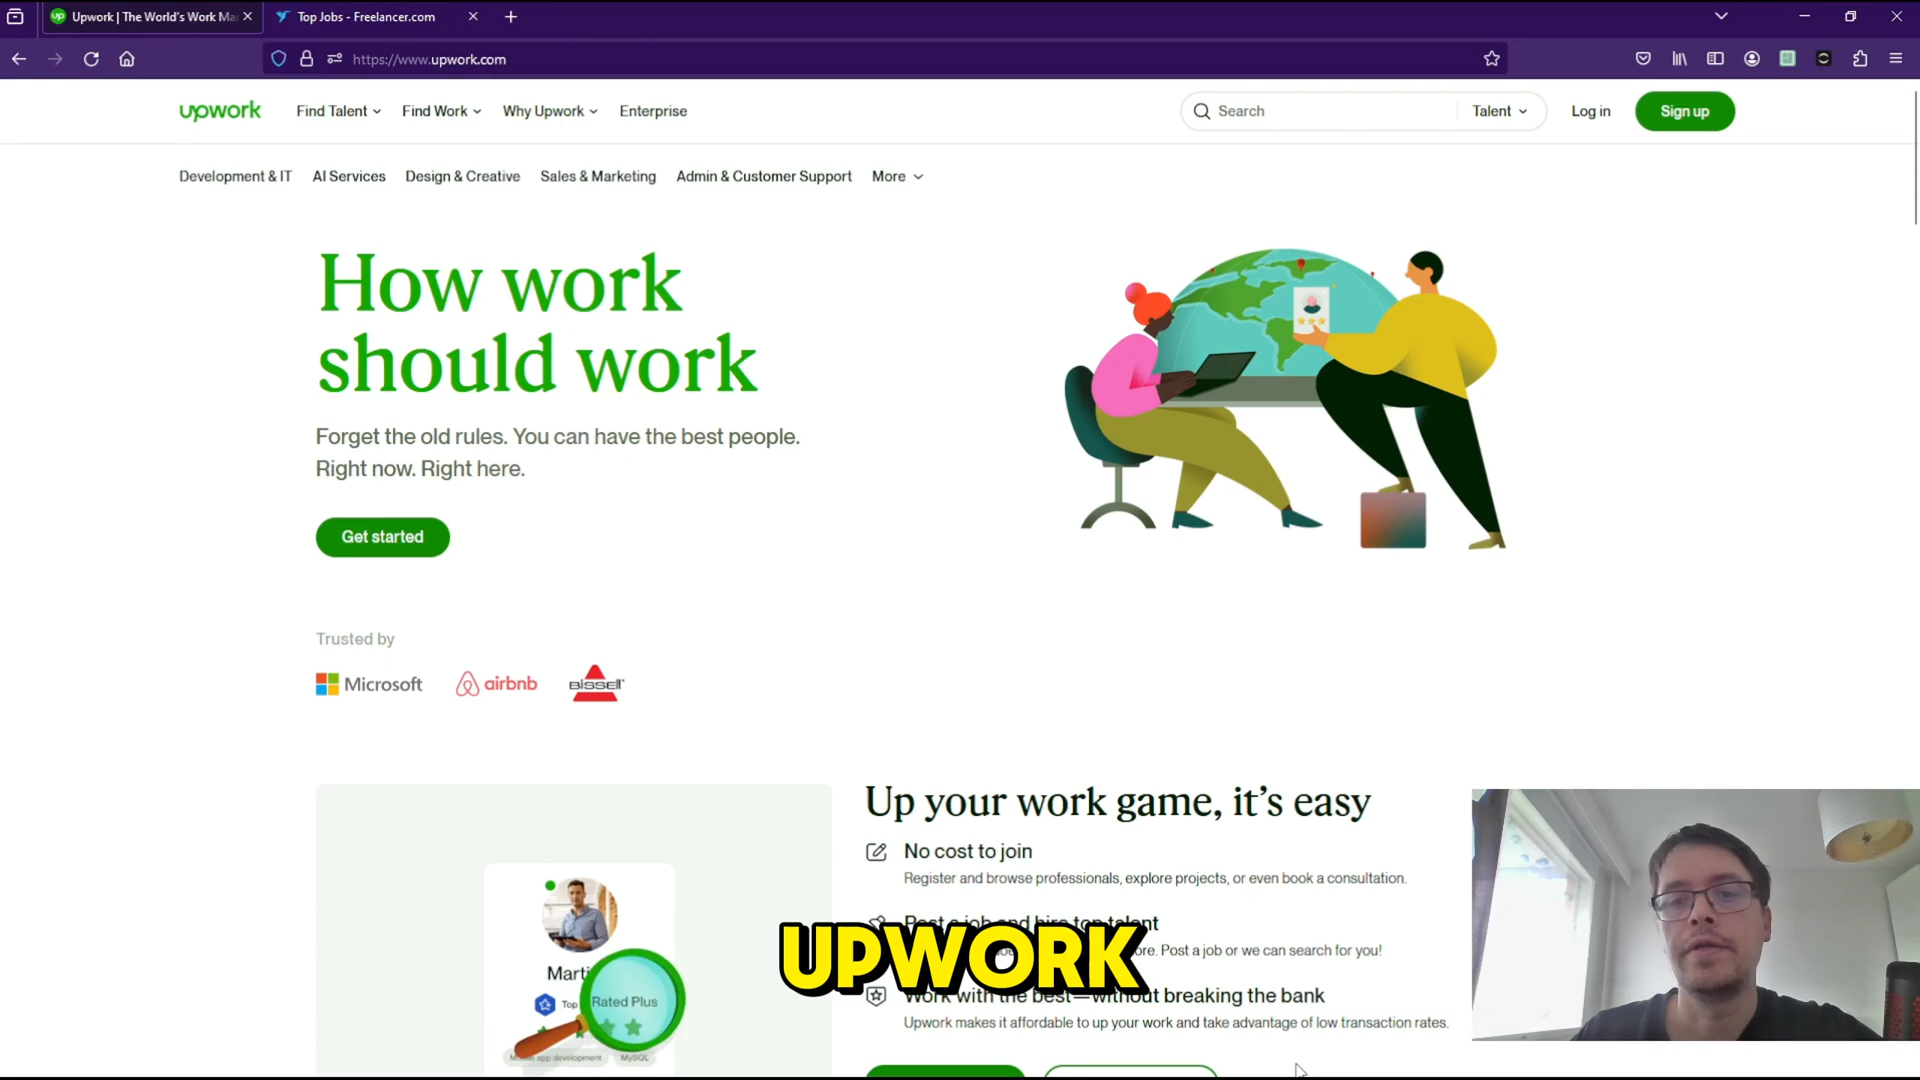 Upwork | The World's Work Ma
Top Jobs - Freelancer.com
https://www.upwork.com
upwork
Find Talent
Find Work
Why Upwork
Enterprise
Search
Talent
Log in
Sign up
Development & IT
AI Services
Design & Creative
Sales & Marketing
Admin & Customer Support
More
How work
should work
Forget the old rules. You can have the best people.
Right now. Right here.
Get started
Trusted by
Microsoft
airbnb
BISSELL
Up your work game, it's easy
No cost to join
Register and browse professionals, explore projects, or even book a consultation.
Post a job and hire top talent
ore. Post a job or we can search for you!
UPWORK
Work with the best—without breaking the bank
Upwork makes it affordable to up your work and take advantage of low transaction rates.
Marti
Top Rated Plus
Mobile app development
MySQL